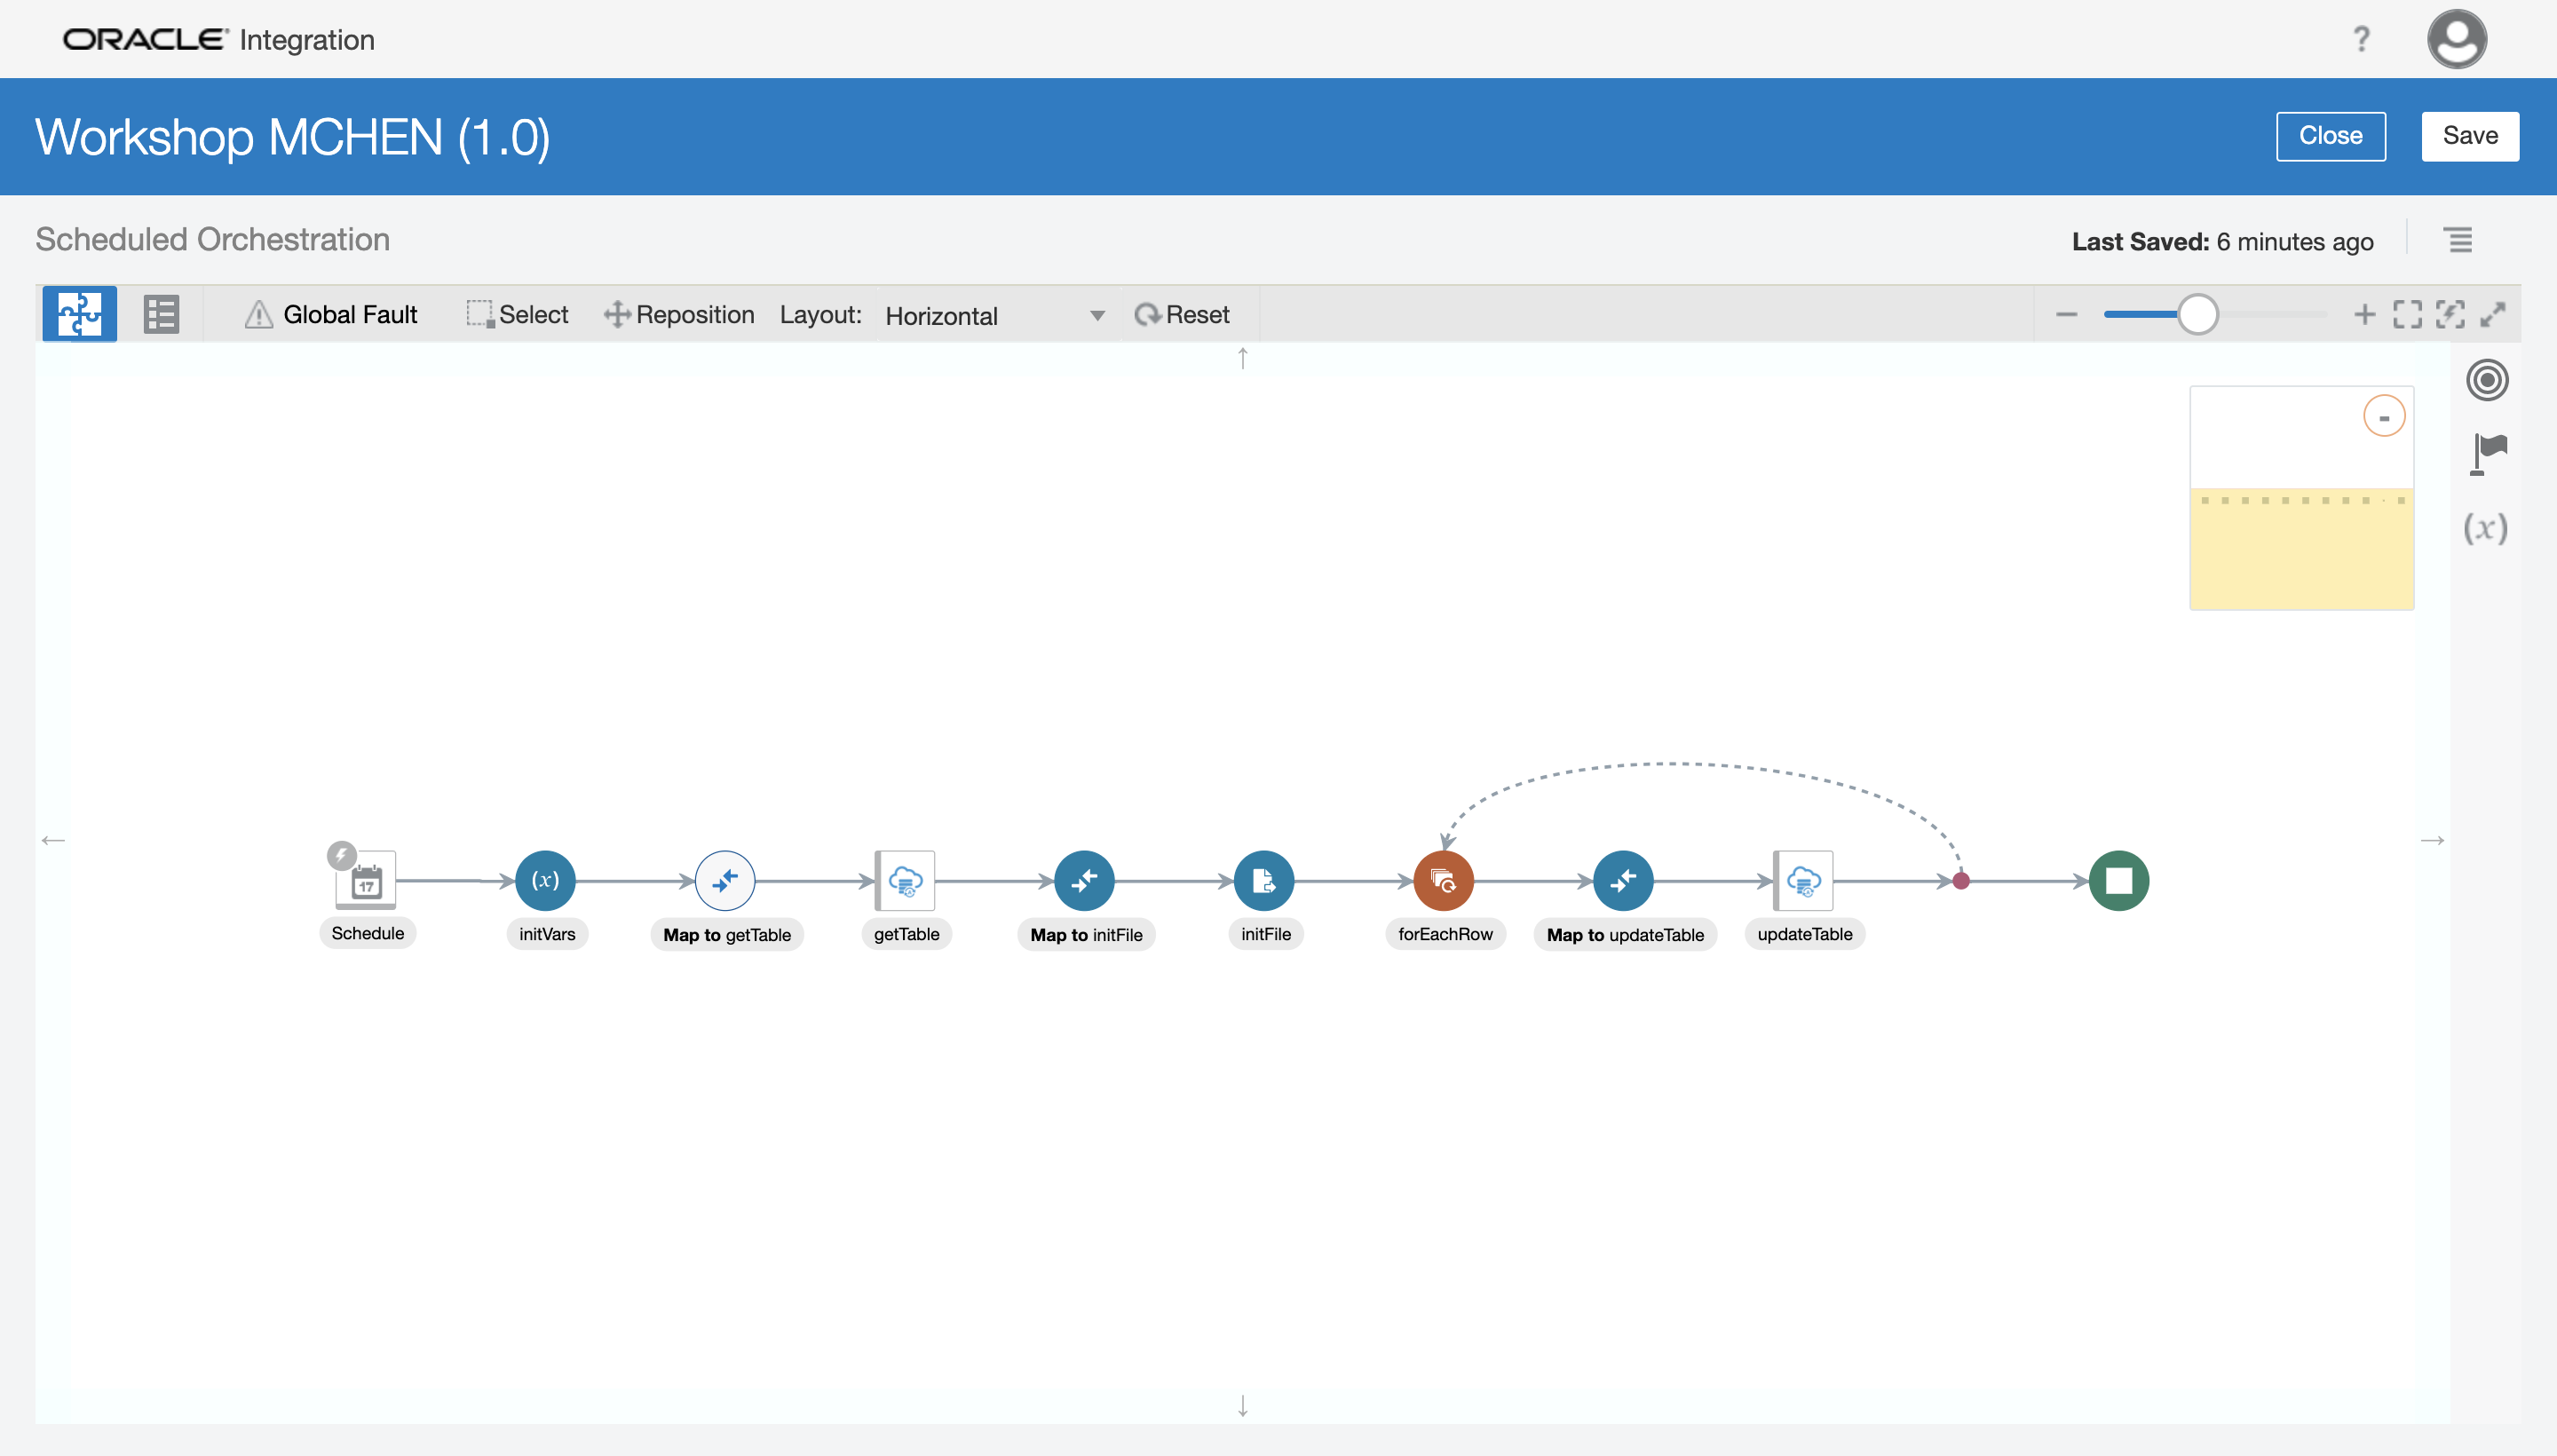 ORACLE Integration
?
Workshop MCHEN (1.0)
Close
Save
Scheduled Orchestration
Last Saved: 6 minutes ago
Global Fault
Select
Reposition
Layout:
Horizontal
Reset
(x)
17
(x)
Schedule
initVars
Map to getTable
getTable
Map to initFile
initFile
forEachRow
Map to updateTable
updateTable